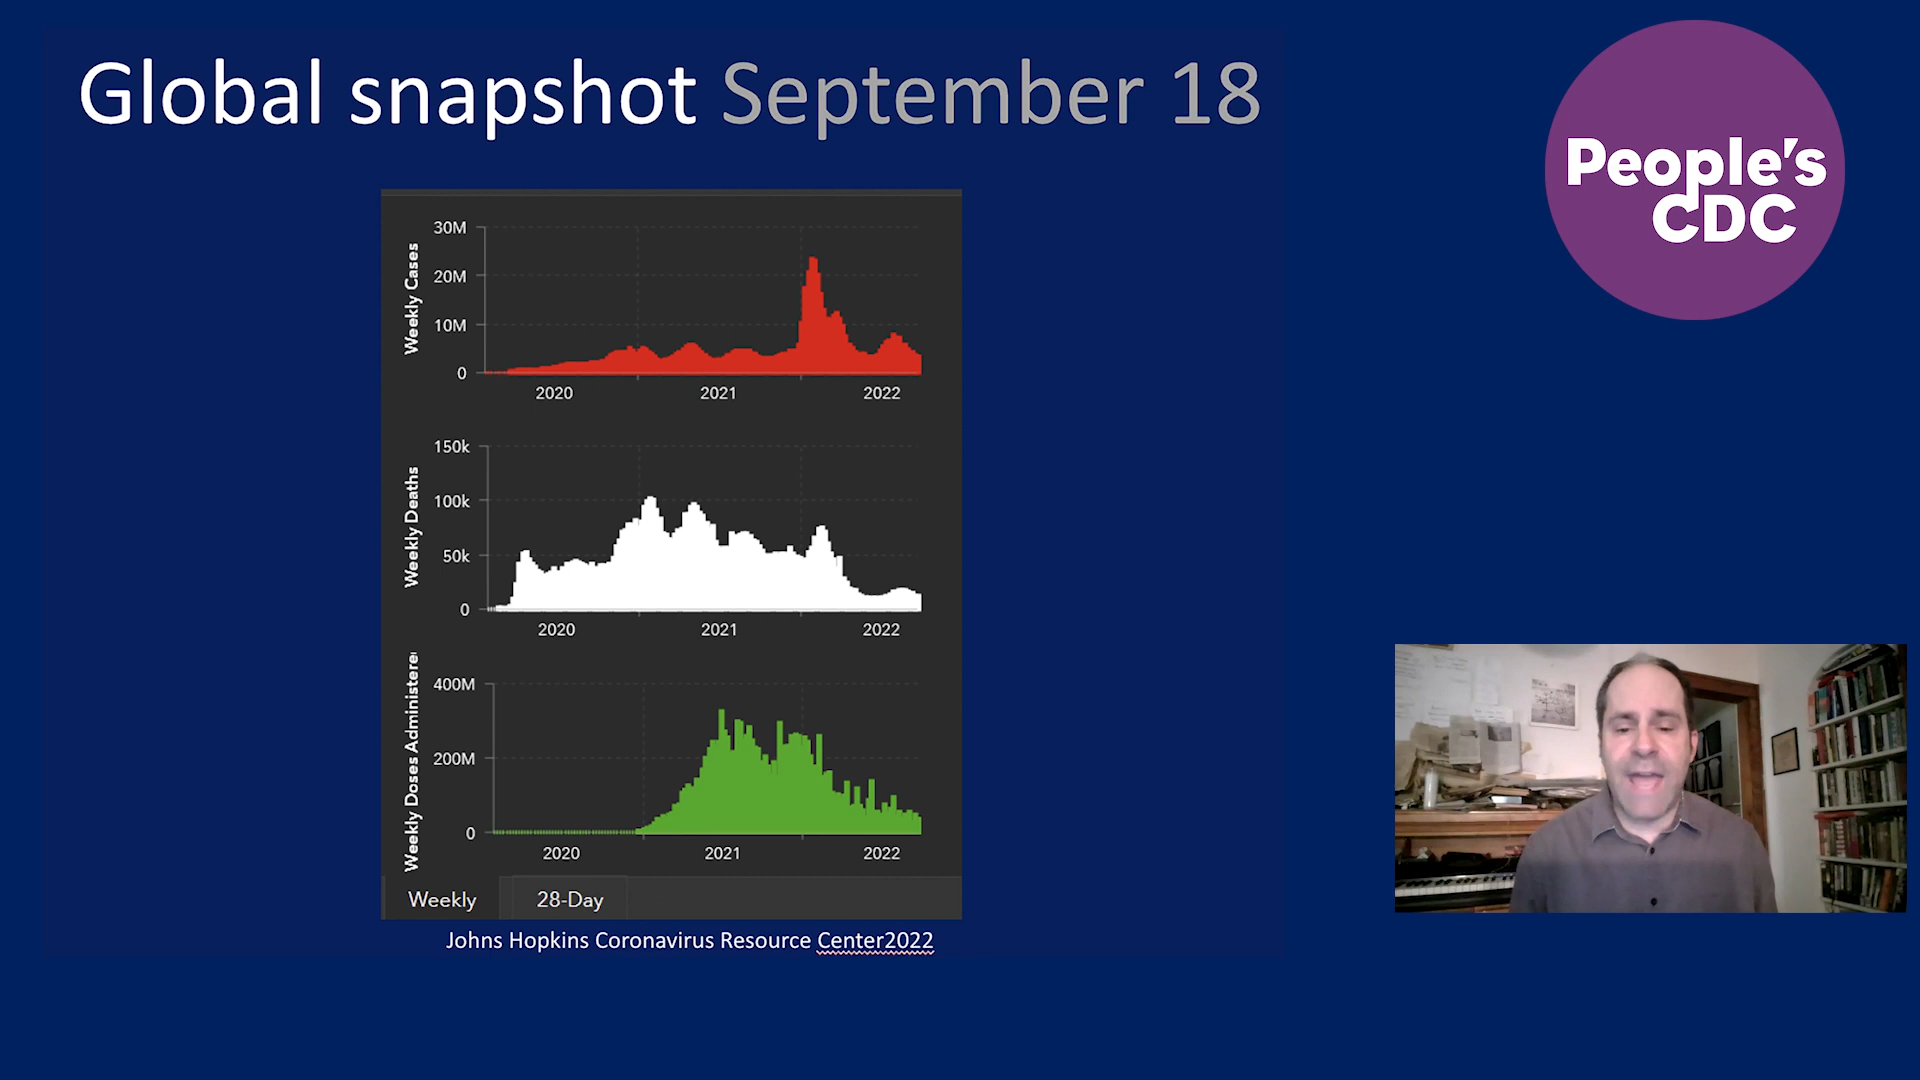 Global snapshot September 18
People's
CDC
Weekly Cases
30M
20M
10M
0
2020 2021 2022
Weekly Deaths
150k
100k
50k
0
2020 2021 2022
Weekly Doses Administere
400M
200M
0
2020 2021 2022
Weekly 28-Day
Johns Hopkins Coronavirus Resource Center2022